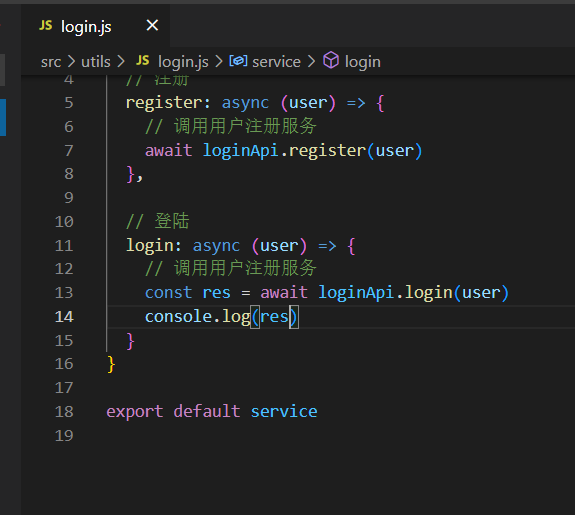 JS login.js ×
src > utils > JS login.js > service > login
4 // 注册
5 register: async (user) => {
6 // 调用用户注册服务
7 await loginApi.register(user)
8 },
9
10 // 登陆
11 login: async (user) => {
12 // 调用用户注册服务
13 const res = await loginApi.login(user)
14 console.log(res)
15 }
16 }
17
18 export default service
19